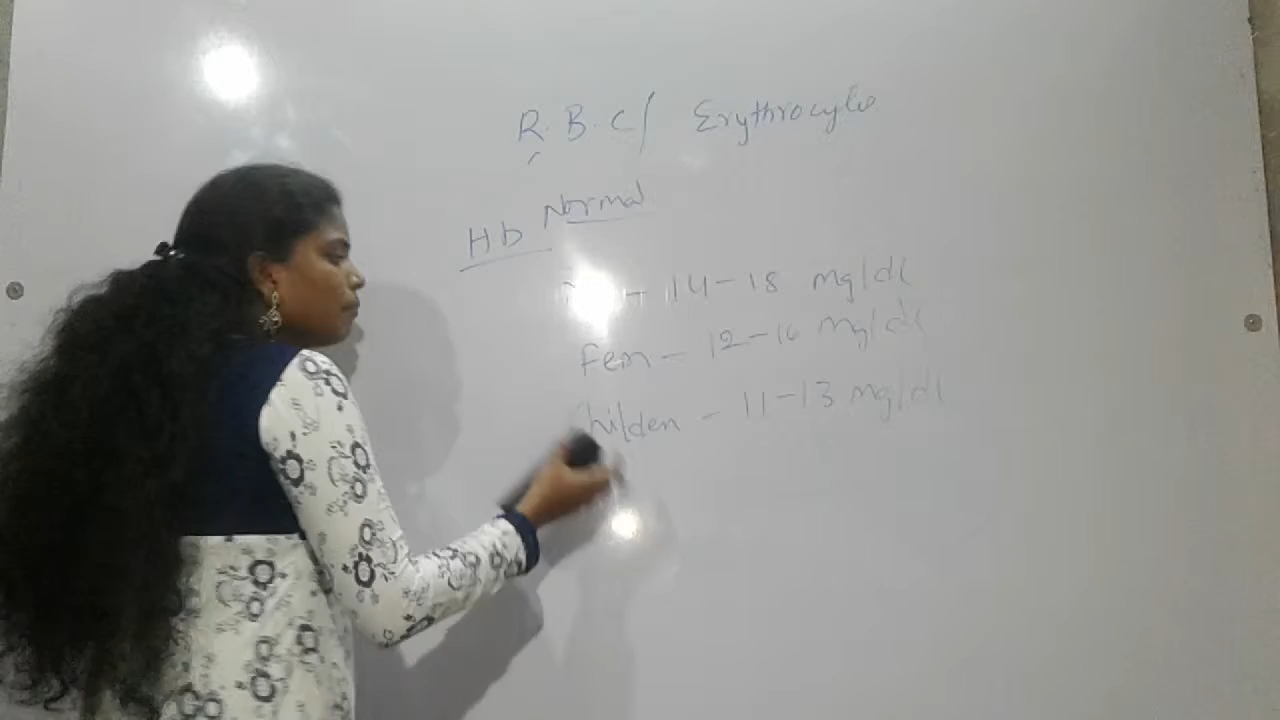 R.B.C/ Erythrocyte
Normal
Hb
- 14-18 mg/dl
Fem - 12-16 mg/dl
hilden - 11-13 mg/dl